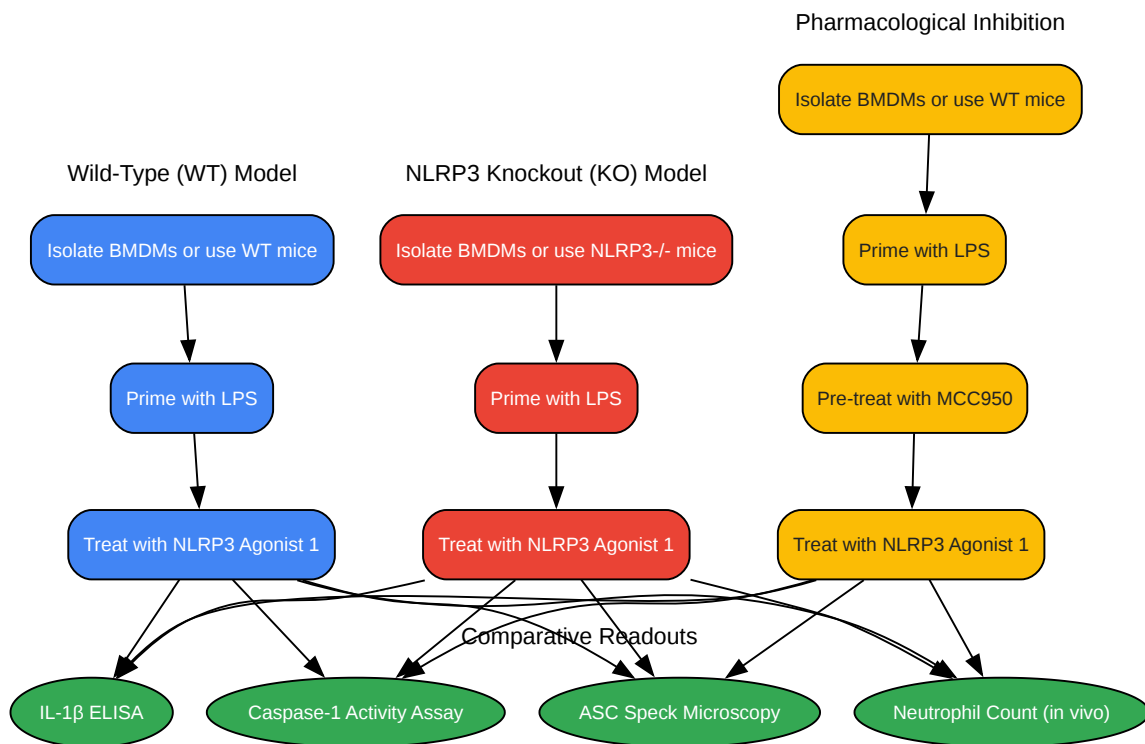 Pharmacological Inhibition
Isolate BMDMs or use WT mice
Wild-Type (WT) Model
NLRP3 Knockout (KO) Model
Isolate BMDMs or use WT mice
Isolate BMDMs or use NLRP3-/- mice
Prime with LPS
Prime with LPS
Prime with LPS
Pre-treat with MCC950
Treat with NLRP3 Agonist 1
Treat with NLRP3 Agonist 1
Treat with NLRP3 Agonist 1
Comparative Readouts
IL-1β ELISA
Caspase-1 Activity Assay
ASC Speck Microscopy
Neutrophil Count (in vivo)